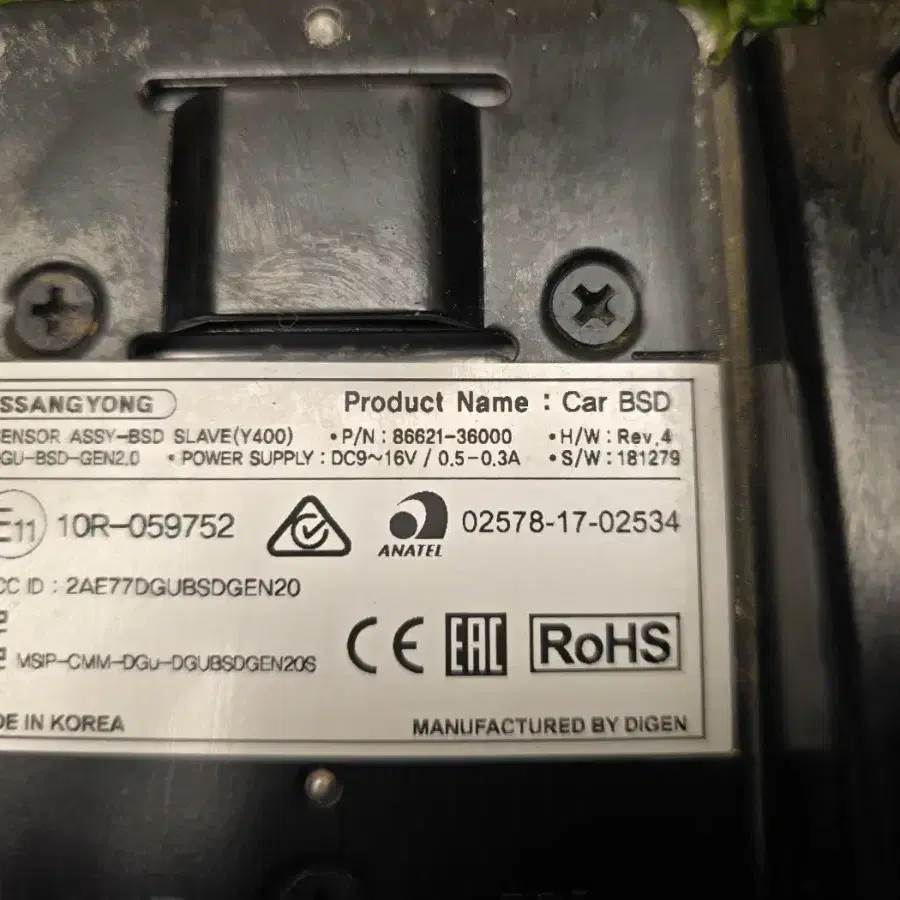 SSANGYONG
Product Name : Car BSD
ENSOR ASSY-BSD SLAVE(Y400) •P/N : 86621-36000 •H/W : Rev.4
GU-BSD-GEN2.0 • POWER SUPPLY : DC9~16V / 0.5-0.3A •S/W : 181279
E11 10R-059752 ANATEL 02578-17-02534
CC ID : 2AE77DGUBSDGEN20
MSIP-CMM-DGu-DGUBSDGEN20S CE EAC RoHS
DE IN KOREA MANUFACTURED BY DIGEN